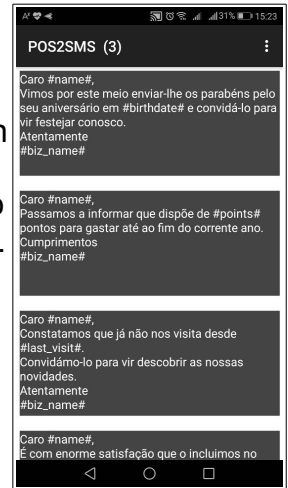 31% 15:23
POS2SMS (3)
Caro #name#,
Vimos por este meio enviar-lhe os parabéns pelo
seu aniversário em #birthdate# e convidá-lo para
vir festejar conosco.
Atentamente
#biz_name#
Caro #name#,
Passamos a informar que dispõe de #points#
pontos para gastar até ao fim do corrente ano.
Cumprimentos
#biz_name#
Caro #name#,
Constatamos que já não nos visita desde
#last_visit#.
Convidámo-lo para vir descobrir as nossas
novidades.
Atentamente
#biz_name#
Caro #name#,
É com enorme satisfação que o incluimos no